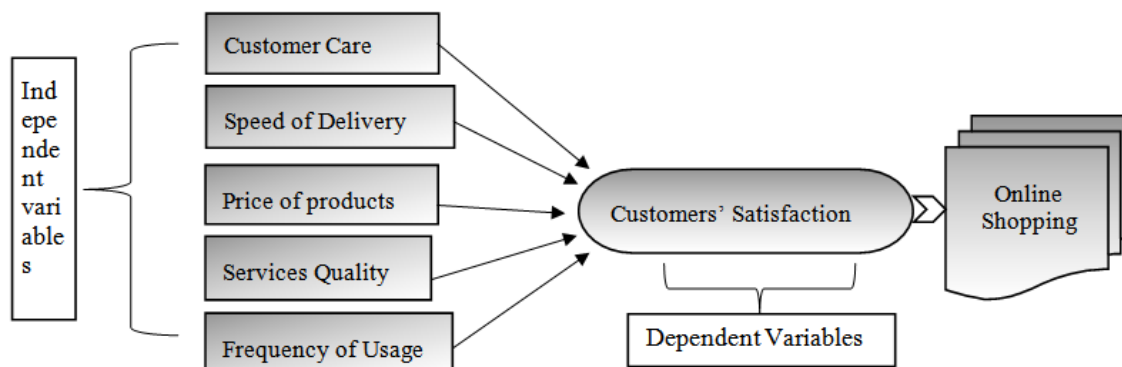 Ind
epe
nde
nt
vari
able
s
Customer Care
Speed of Delivery
Price of products
Services Quality
Frequency of Usage
Customers’ Satisfaction
Dependent Variables
Online
Shopping